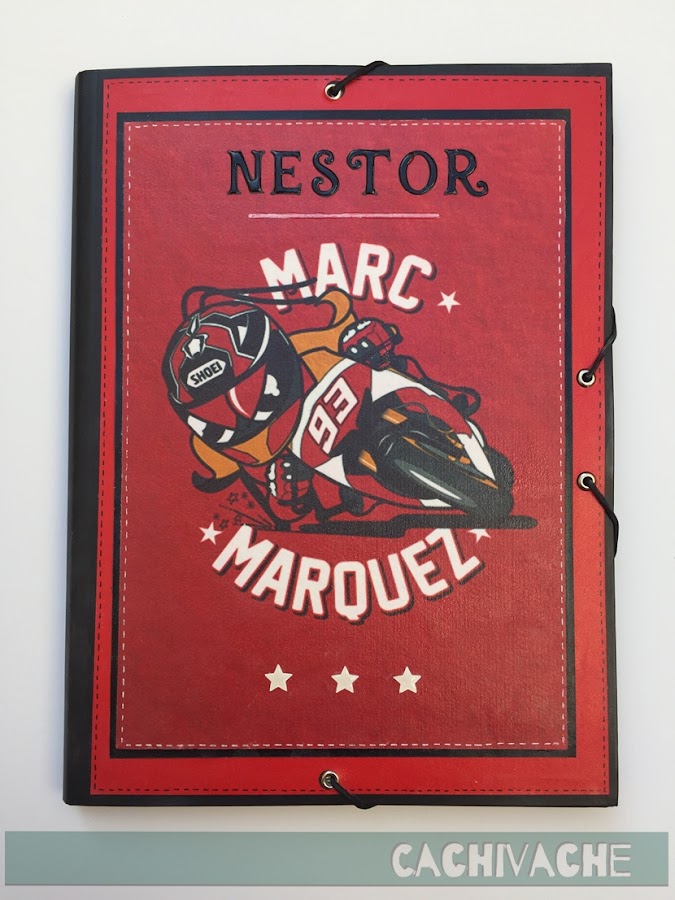 NESTOR
MARC
SHOEI
93
MARQUEZ
CACHIVACHE